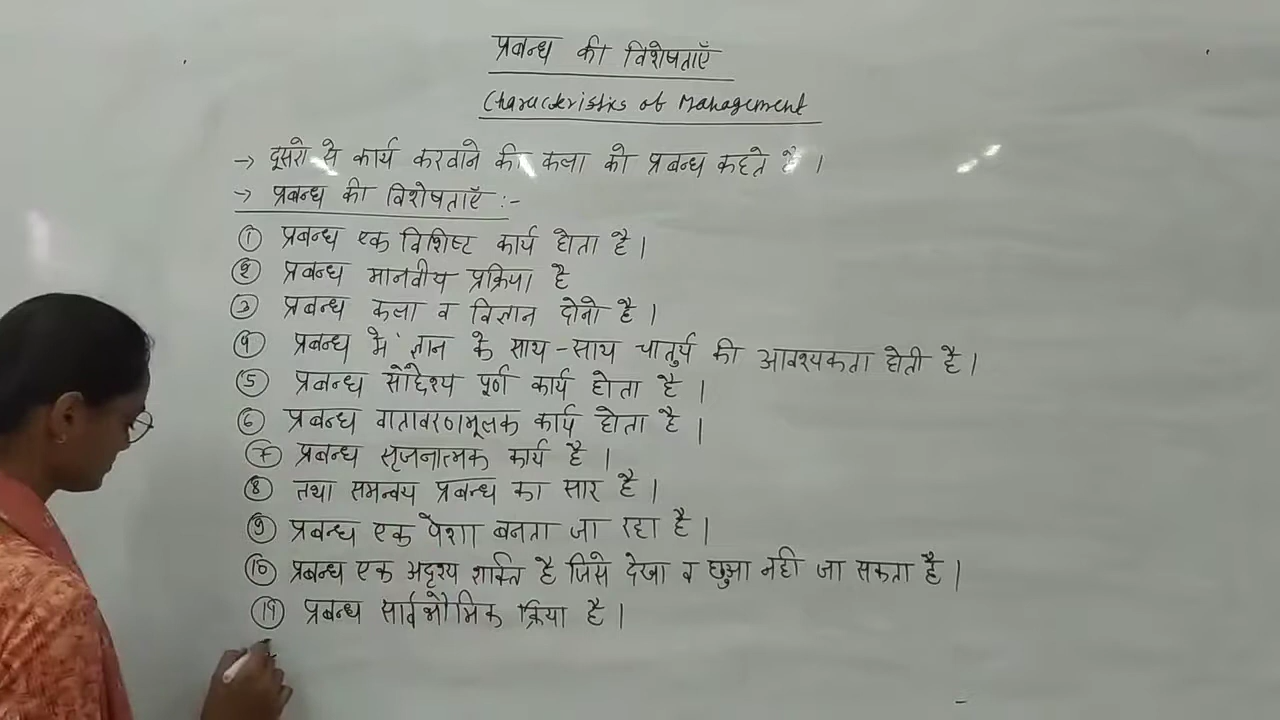 प्रबन्ध की विशेषताएँ
Characteristics of Management
→ दूसरो से कार्य करवाने की कला को प्रबन्ध कहते है ।
→ प्रबन्ध की विशेषताएँ :-
① प्रबन्ध एक विशिष्ट कार्य होता है ।
② प्रबन्ध मानवीय प्रक्रिया है
③ प्रबन्ध कला व विज्ञान दोनो है ।
④ प्रबन्ध में ज्ञान के साथ -साथ चातुर्य की आवश्यकता होती है ।
⑤ प्रबन्ध सोद्देश्य पूर्ण कार्य होता है ।
⑥ प्रबन्ध वातावरणमूलक कार्य होता है ।
⑦ प्रबन्ध सृजनात्मक कार्य है ।
⑧ तथा समन्वय प्रबन्ध का सार है ।
⑨ प्रबन्ध एक पेशा बनता जा रहा है ।
⑩ प्रबन्ध एक अदृश्य शक्ति है जिसे देखा व छुआ नही जा सकता है ।
⑪ प्रबन्ध सार्वभौमिक क्रिया है ।